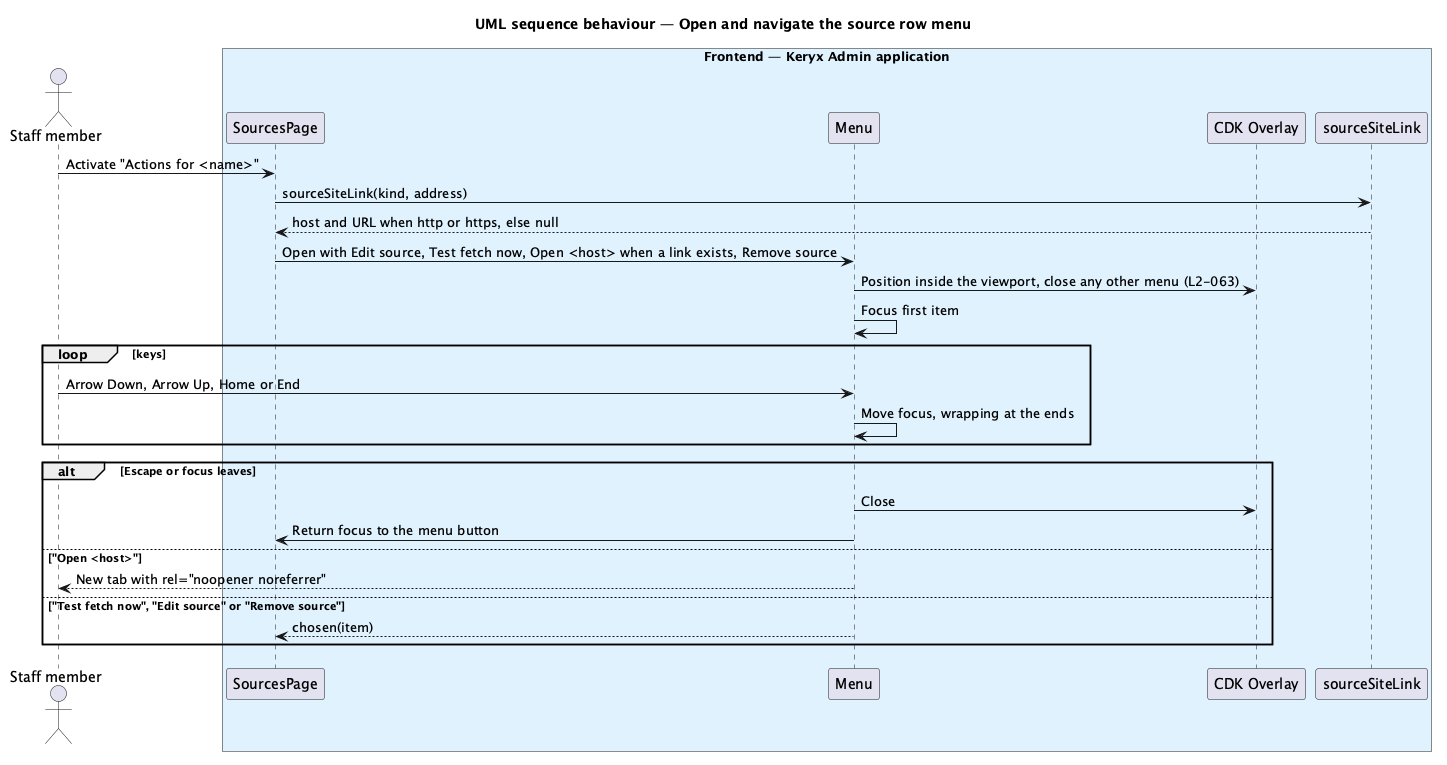 UML sequence behaviour — Open and navigate the source row menu
Frontend — Keryx Admin application
Staff member
SourcesPage
Menu
CDK Overlay
sourceSiteLink
Activate "Actions for <name>"
sourceSiteLink(kind, address)
host and URL when http or https, else null
Open with Edit source, Test fetch now, Open <host> when a link exists, Remove source
Position inside the viewport, close any other menu (L2-063)
Focus first item
loop
[keys]
Arrow Down, Arrow Up, Home or End
Move focus, wrapping at the ends
alt
[Escape or focus leaves]
Close
Return focus to the menu button
["Open <host>"]
New tab with rel="noopener noreferrer"
["Test fetch now", "Edit source" or "Remove source"]
chosen(item)
Staff member
SourcesPage
Menu
CDK Overlay
sourceSiteLink